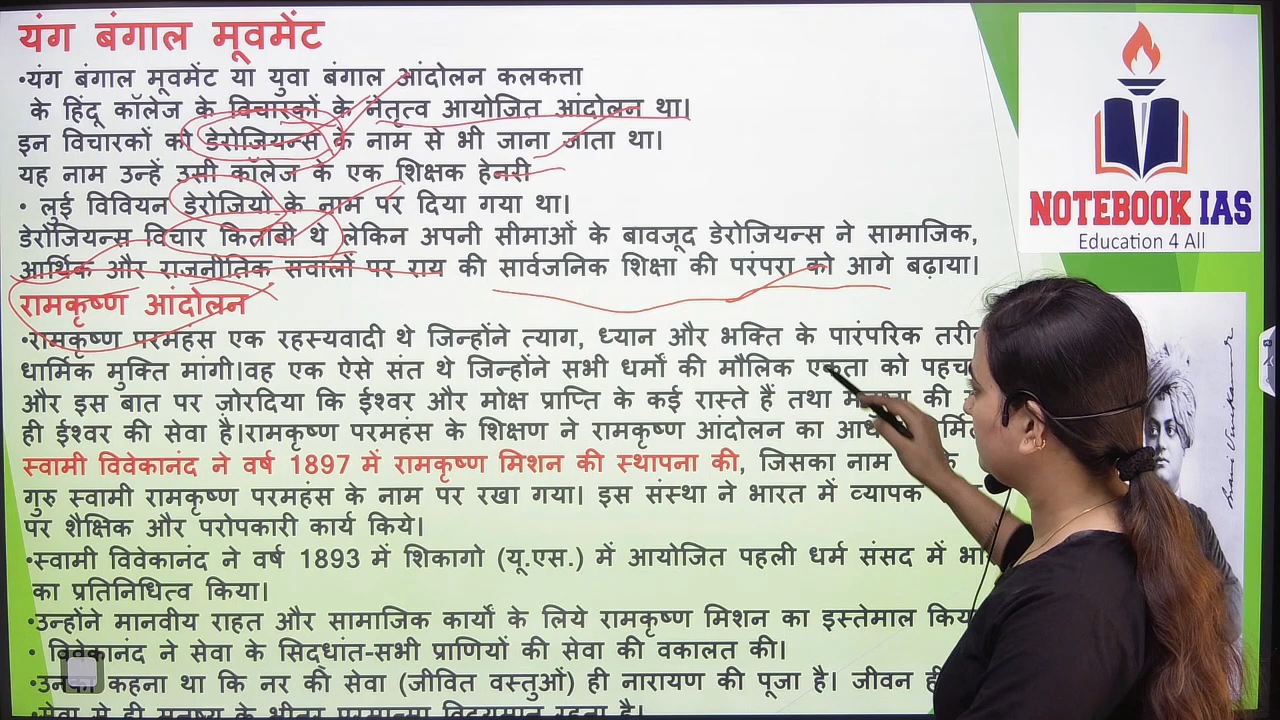 यंग बंगाल मूवमेंट
•यंग बंगाल मूवमेंट या युवा बंगाल आंदोलन कलकत्ता
के हिंदू कॉलेज के विचारकों के नेतृत्व आयोजित आंदोलन था।
इन विचारकों को डेरोजियन्स के नाम से भी जाना जाता था।
यह नाम उन्हें उसी कॉलेज के एक शिक्षक हेनरी
• लुई विवियन डेरोजियो के नाम पर दिया गया था।
डेरोजियन्स विचार किताबी थे लेकिन अपनी सीमाओं के बावजूद डेरोजियन्स ने सामाजिक,
आर्थिक और राजनीतिक सवालों पर राय की सार्वजनिक शिक्षा की परंपरा को आगे बढ़ाया।
रामकृष्ण आंदोलन
•रामकृष्ण परमहंस एक रहस्यवादी थे जिन्होंने त्याग, ध्यान और भक्ति के पारंपरिक
धार्मिक मुक्ति मांगी।वह एक ऐसे संत थे जिन्होंने सभी धर्मों की मौलिक एकता को
और इस बात पर ज़ोरदिया कि ईश्वर और मोक्ष प्राप्ति के कई रास्ते हैं तथा की
ही ईश्वर की सेवा है।रामकृष्ण परमहंस के शिक्षण ने रामकृष्ण आंदोलन का
स्वामी विवेकानंद ने वर्ष 1897 में रामकृष्ण मिशन की स्थापना की, जिसका नाम
गुरु स्वामी रामकृष्ण परमहंस के नाम पर रखा गया। इस संस्था ने भारत में व्यापक
पर शैक्षिक और परोपकारी कार्य किये।
•स्वामी विवेकानंद ने वर्ष 1893 में शिकागो (यू.एस.) में आयोजित पहली धर्म संसद में
का प्रतिनिधित्व किया।
•उन्होंने मानवीय राहत और सामाजिक कार्यों के लिये रामकृष्ण मिशन का इस्तेमाल
• विवेकानंद ने सेवा के सिद्धांत-सभी प्राणियों की सेवा की वकालत की।
•उनका कहना था कि नर की सेवा (जीवित वस्तुओं) ही नारायण की पूजा है। जीवन
NOTEBOOK IAS
Education 4 All